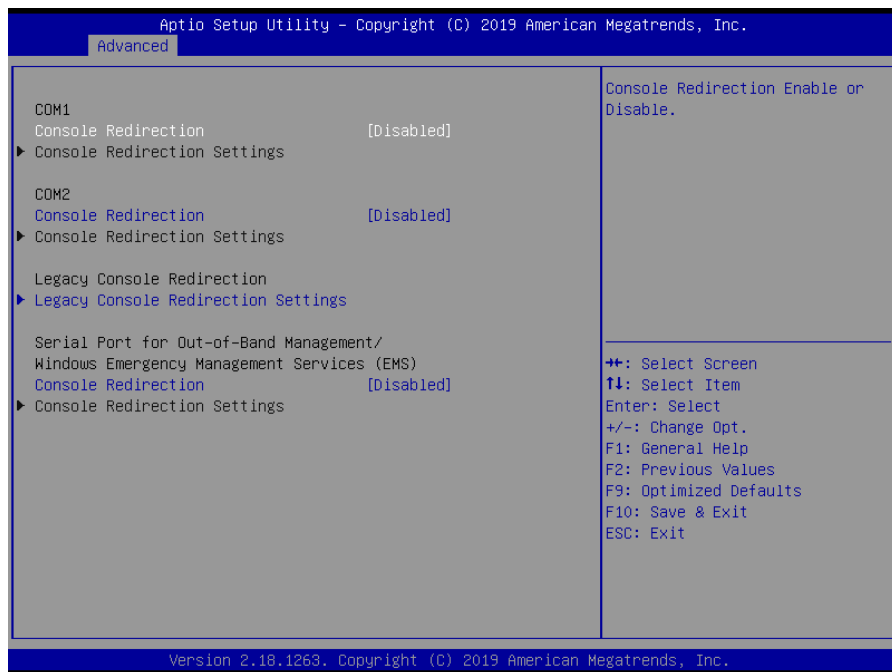 Aptio Setup Utility – Copyright (C) 2019 American Megatrends, Inc.
Advanced
COM1
Console Redirection [Disabled]
▶ Console Redirection Settings
COM2
Console Redirection [Disabled]
▶ Console Redirection Settings
Legacy Console Redirection
▶ Legacy Console Redirection Settings
Serial Port for Out-of-Band Management/
Windows Emergency Management Services (EMS)
Console Redirection [Disabled]
▶ Console Redirection Settings
Console Redirection Enable or
Disable.
→←: Select Screen
↑↓: Select Item
Enter: Select
+/-: Change Opt.
F1: General Help
F2: Previous Values
F9: Optimized Defaults
F10: Save & Exit
ESC: Exit
Version 2.18.1263. Copyright (C) 2019 American Megatrends, Inc.